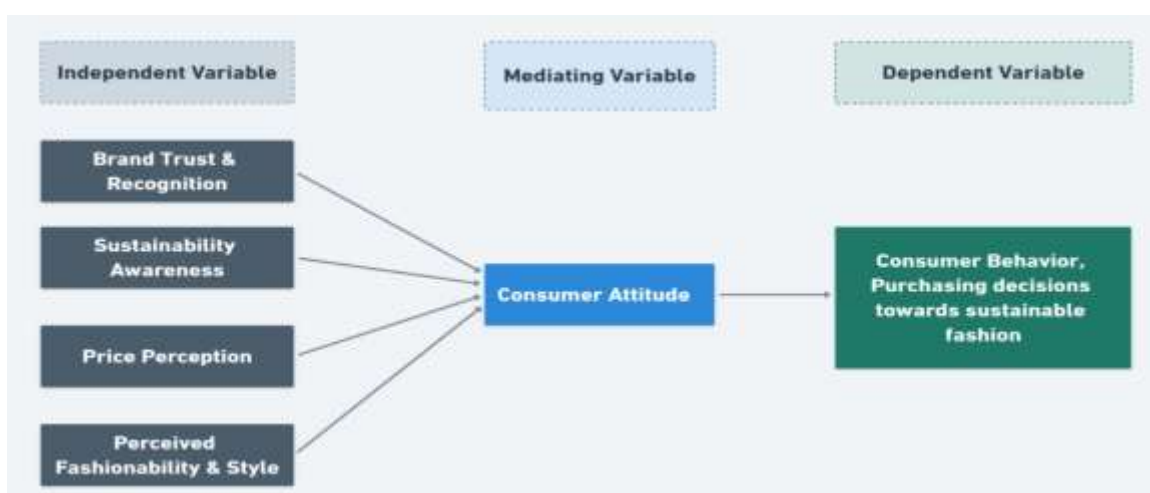 Independent Variable
Mediating Variable
Dependent Variable
Brand Trust &
Recognition
Sustainability
Awareness
Price Perception
Perceived
Fashionability & Style
Consumer Attitude
Consumer Behavior,
Purchasing decisions
towards sustainable
fashion